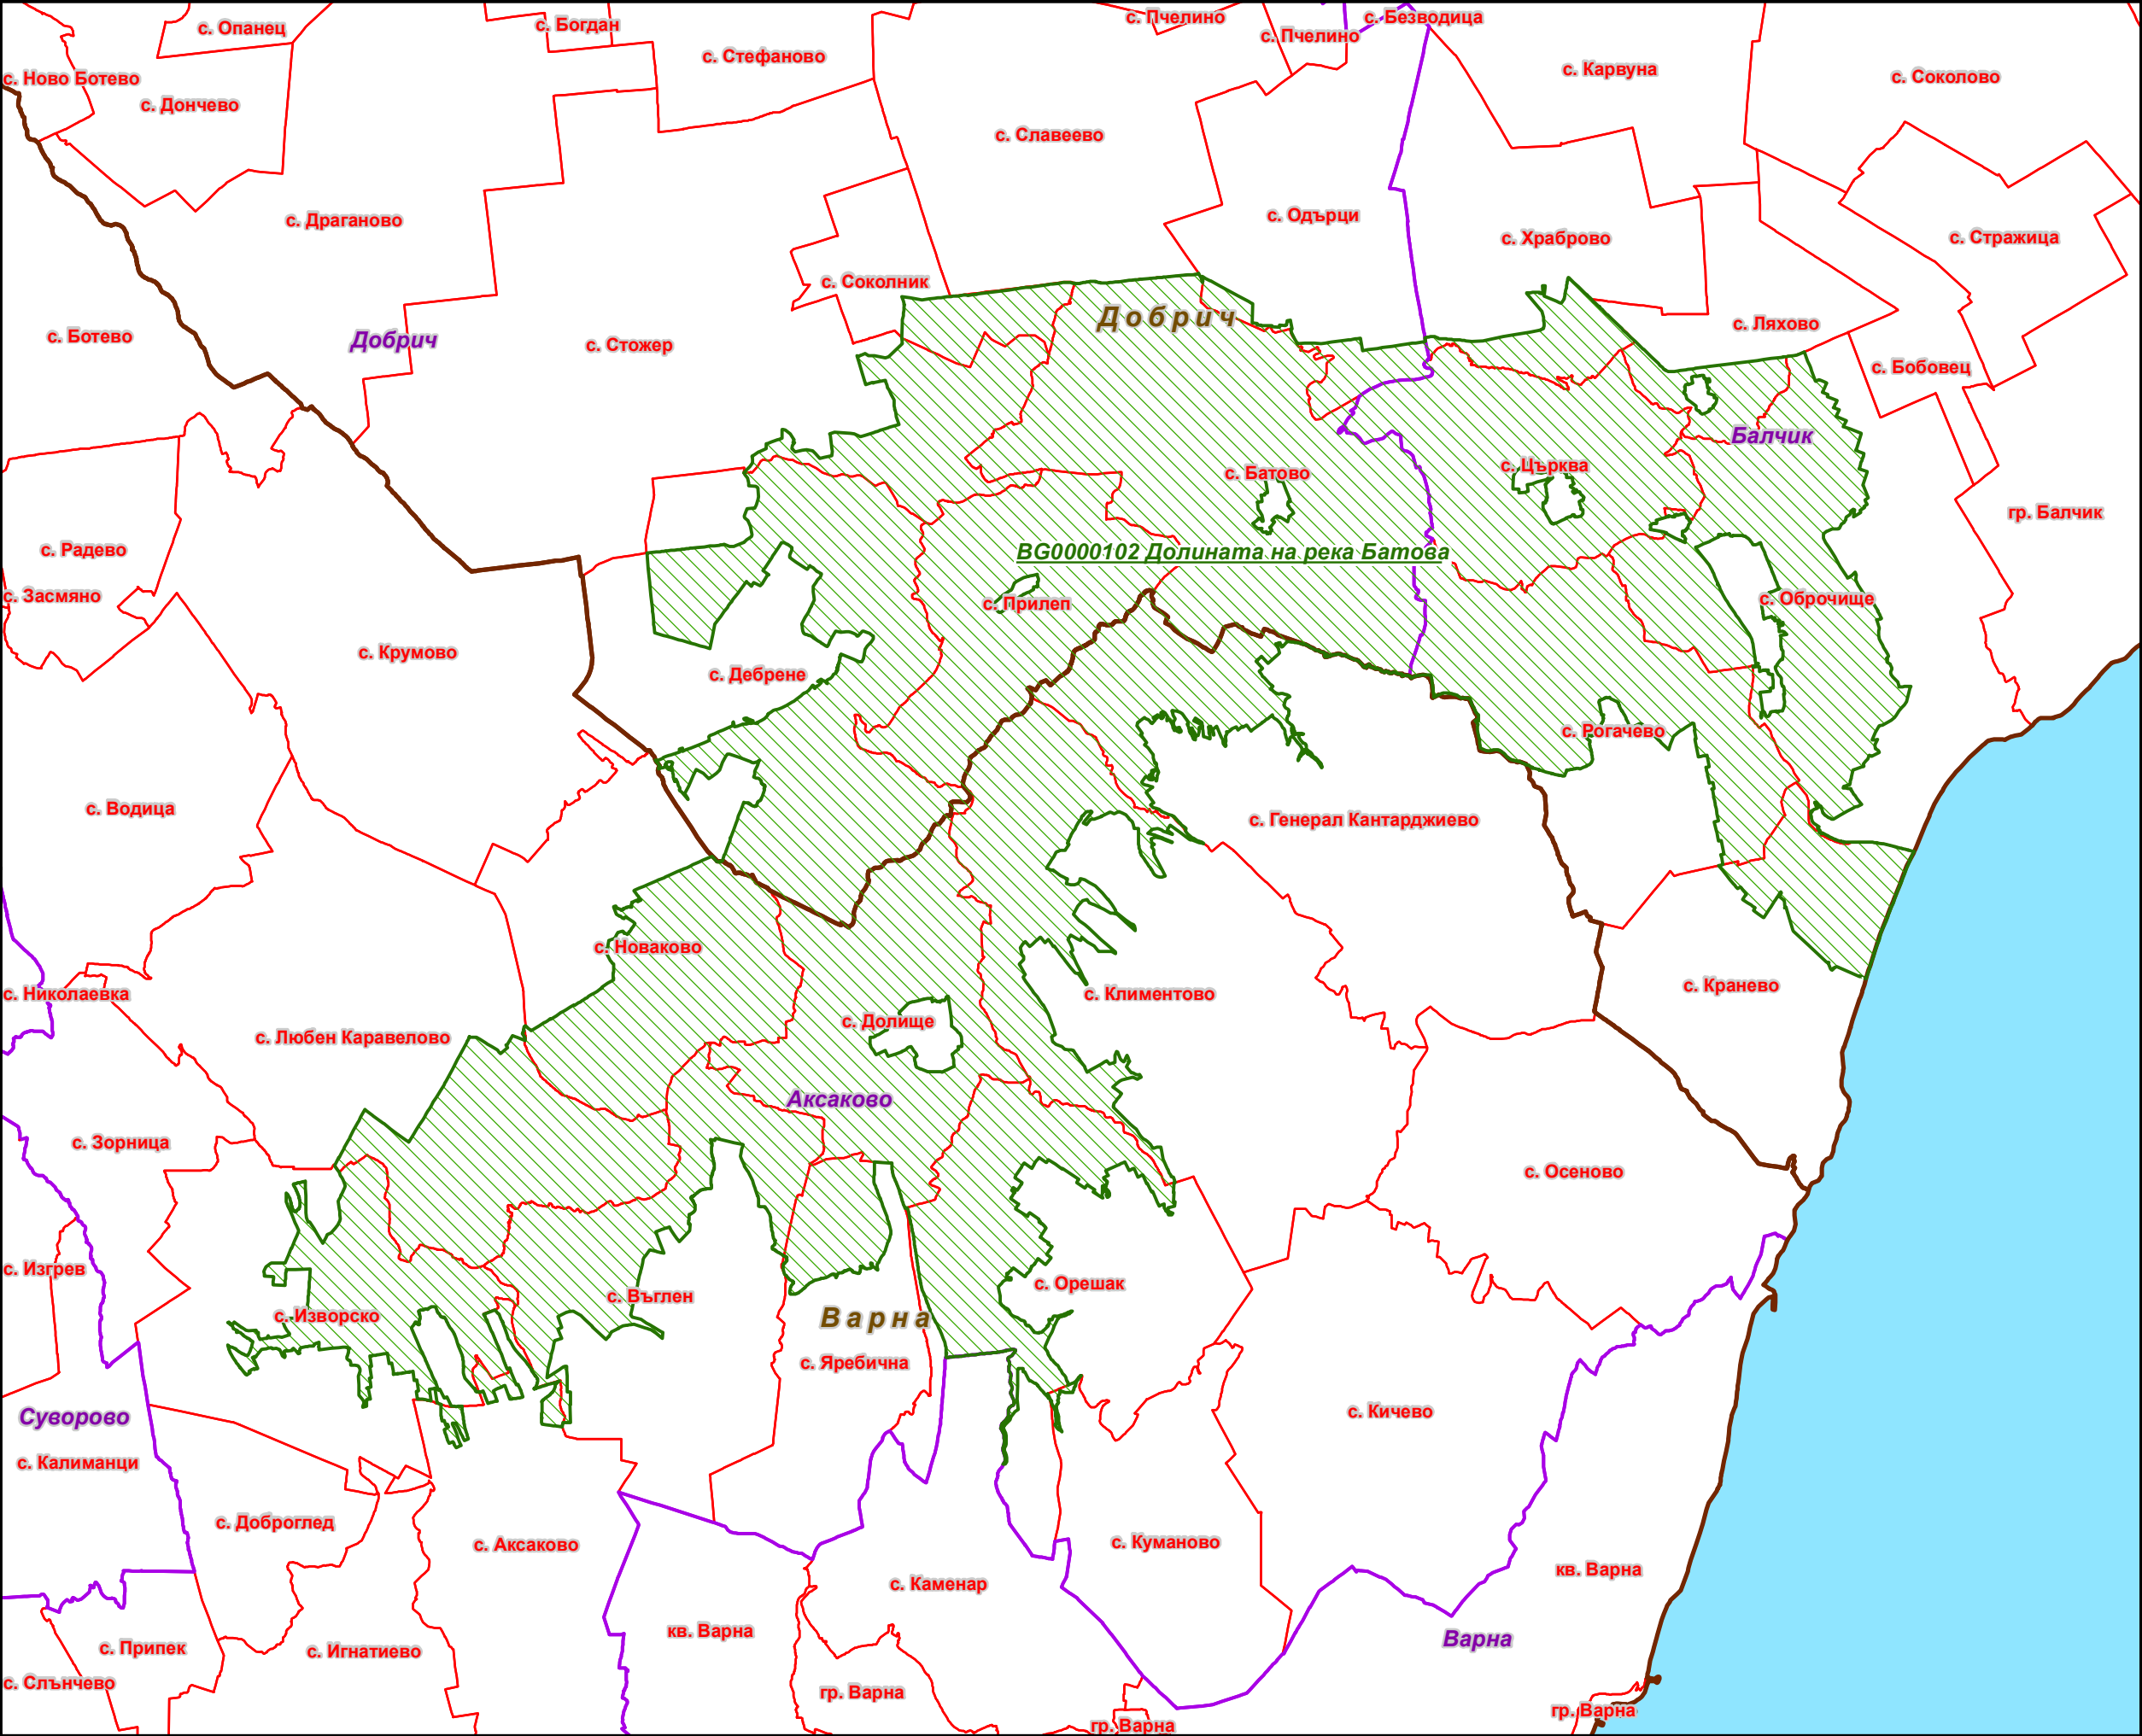 с. Пчелино
с. Безводица
с. Опанец
с. Богдан
с. Пчелино
с. Стефаново
с. Карвуна
с. Соколово
с. Ново Ботево
с. Дончево
с. Славеево
с. Драганово
с. Одърци
с. Храброво
с. Стражица
с. Соколник
Добрич
с. Ляхово
с. Ботево
Добрич
с. Стожер
с. Бобовец
Балчик
с. Батово
с. Църква
гр. Балчик
с. Радево
BG0000102 Долината на река Батова
с. Засмяно
с. Прилеп
с. Оброчище
с. Крумово
с. Дебрене
с. Рогачево
с. Водица
с. Генерал Кантарджиево
с. Новаково
с. Николаевка
с. Климентово
с. Кранево
с. Долище
с. Любен Каравелово
Аксаково
с. Зорница
с. Осеново
с. Изгрев
с. Орешак
с. Въглен
с. Изворско
Варна
с. Яребична
Суворово
с. Кичево
с. Калиманци
с. Доброглед
с. Аксаково
с. Куманово
кв. Варна
с. Каменар
кв. Варна
Варна
с. Припек
с. Игнатиево
с. Слънчево
гр. Варна
гр. Варна
гр. Варна